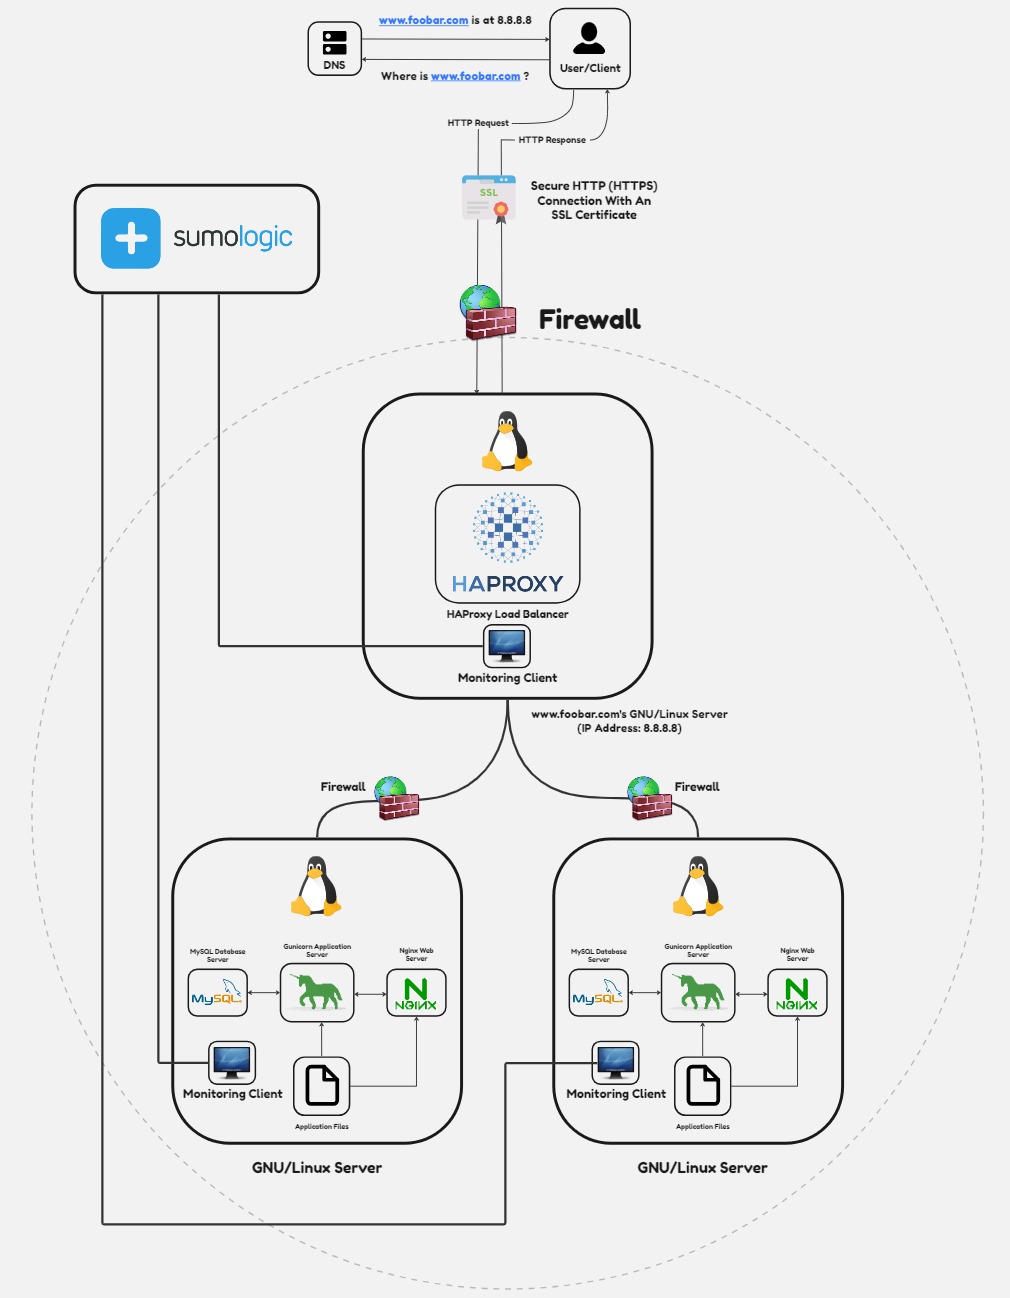 www.foobar.com is at 8.8.8.8
DNS
User/Client
Where is www.foobar.com ?
HTTP Request
HTTP Response
SSL
Secure HTTP (HTTPS)
Connection With An
SSL Certificate
sumologic
Firewall
HAPROXY
HAProxy Load Balancer
Monitoring Client
www.foobar.com's GNU/Linux Server
(IP Address: 8.8.8.8)
Firewall
Firewall
MySQL Database
Server
Gunicorn Application
Server
Nginx Web
Server
MySQL
NGINX
Monitoring Client
Application Files
GNU/Linux Server
MySQL Database
Server
Gunicorn Application
Server
Nginx Web
Server
MySQL
NGINX
Monitoring Client
Application Files
GNU/Linux Server